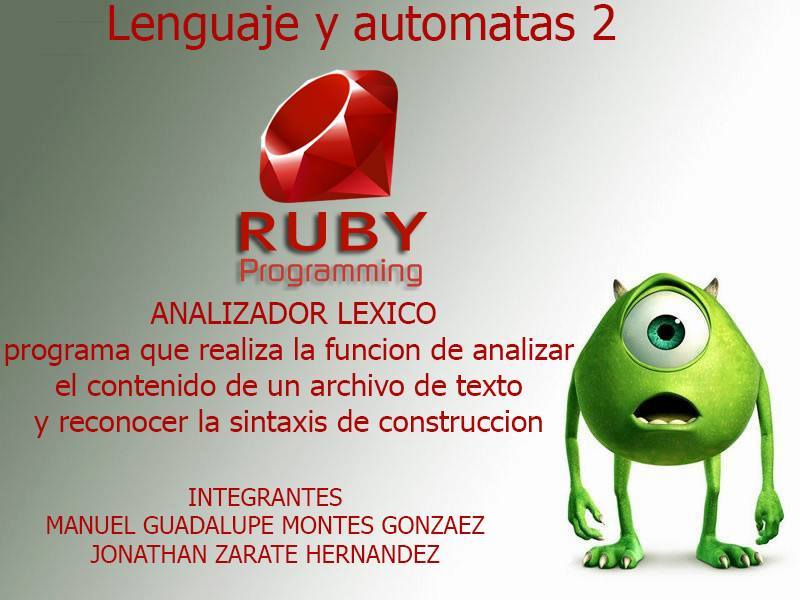 Lenguaje y automatas 2
RUBY
Programming
ANALIZADOR LEXICO
programa que realiza la funcion de analizar
el contenido de un archivo de texto
y reconocer la sintaxis de construccion
INTEGRANTES
MANUEL GUADALUPE MONTES GONZAEZ
JONATHAN ZARATE HERNANDEZ